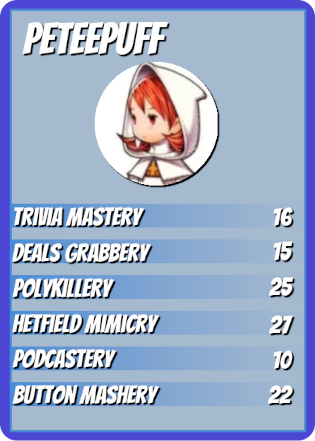 PETEEPUFF
TRIVIA MASTERY 16
DEALS GRABBERY 15
POLYKILLERY 25
HETFIELD MIMICRY 27
PODCASTERY 10
BUTTON MASHERY 22